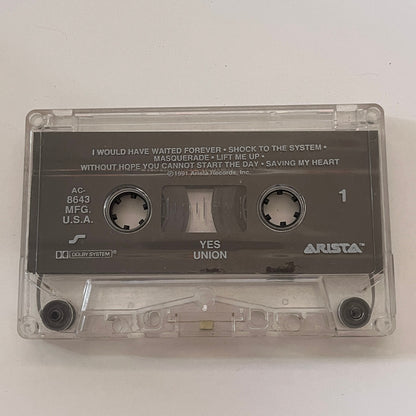 I WOULD HAVE WAITED FOREVER • SHOCK TO THE SYSTEM •
MASQUERADE • LIFT ME UP •
WITHOUT HOPE YOU CANNOT START THE DAY • SAVING MY HEART
℗1991 Arista Records, Inc.
AC-
8643
MFG.
U.S.A.
1
DOLBY SYSTEM®
YES
UNION
ARISTA™